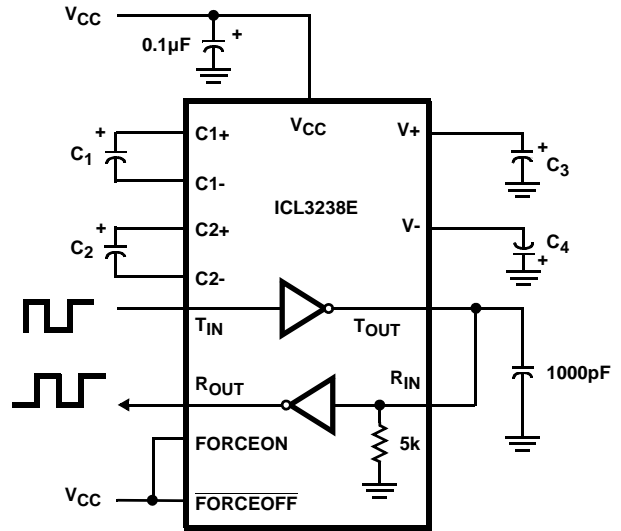 VCC
0.1µF
+
VCC
C1+
V+
+
C1
C1-
+
C3
ICL3238E
C2+
V-
+
C2
C2-
C4
+
TIN
TOUT
1000pF
ROUT
RIN
5k
FORCEON
VCC
FORCEOFF